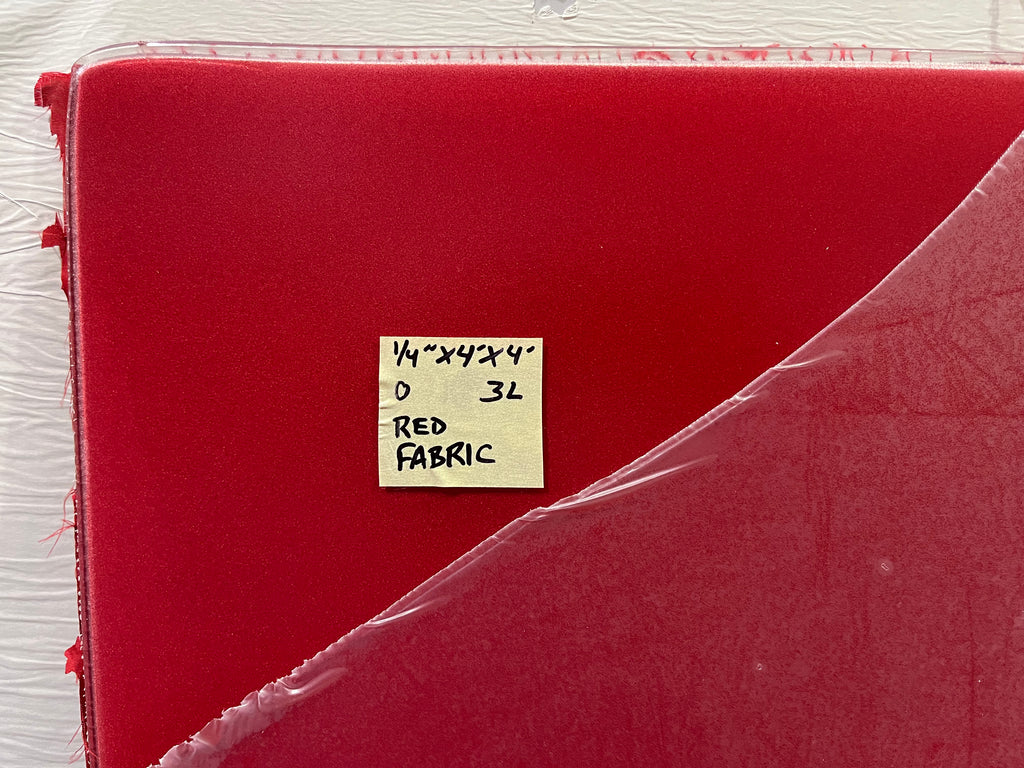 1/4" X4'X4'
0 3L
RED
FABRIC